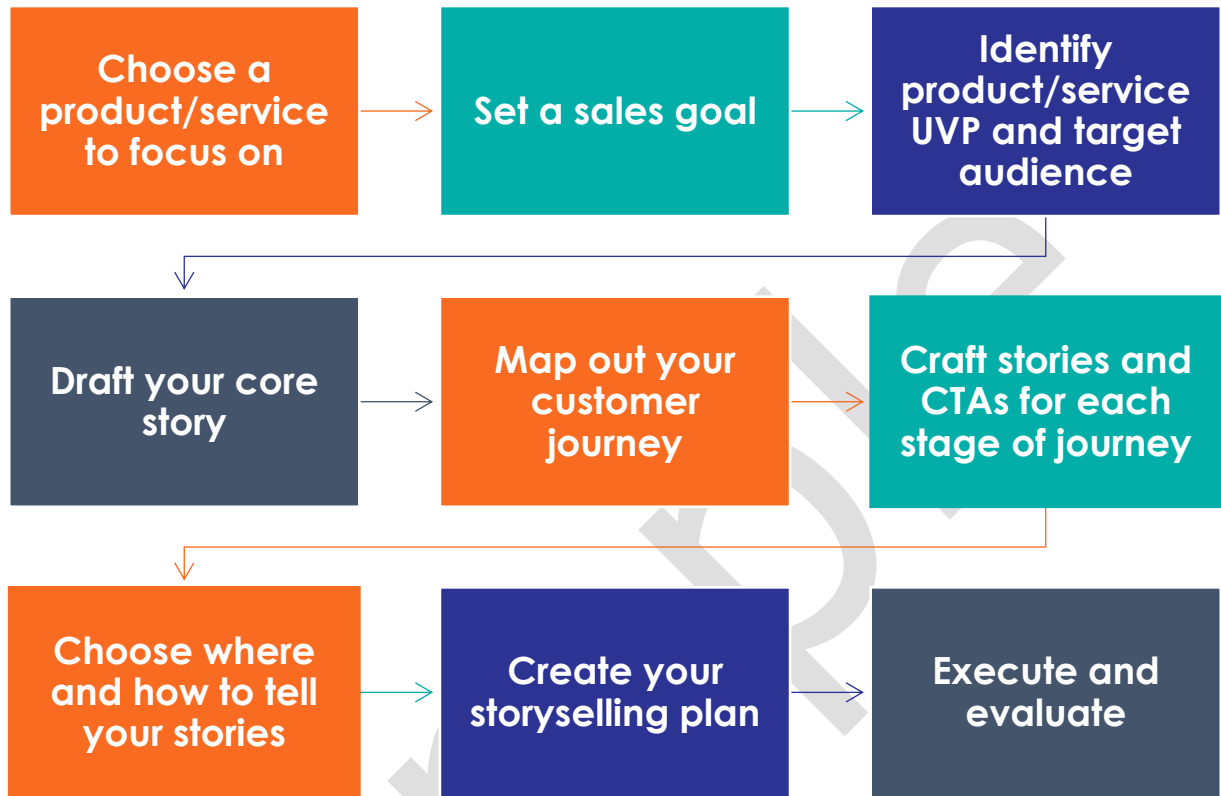 Choose a
product/service
to focus on
Set a sales goal
Identify
product/service
UVP and target
audience
Draft your core
story
Map out your
customer
journey
Craft stories and
CTAs for each
stage of journey
Choose where
and how to tell
your stories
Create your
storyselling plan
Execute and
evaluate